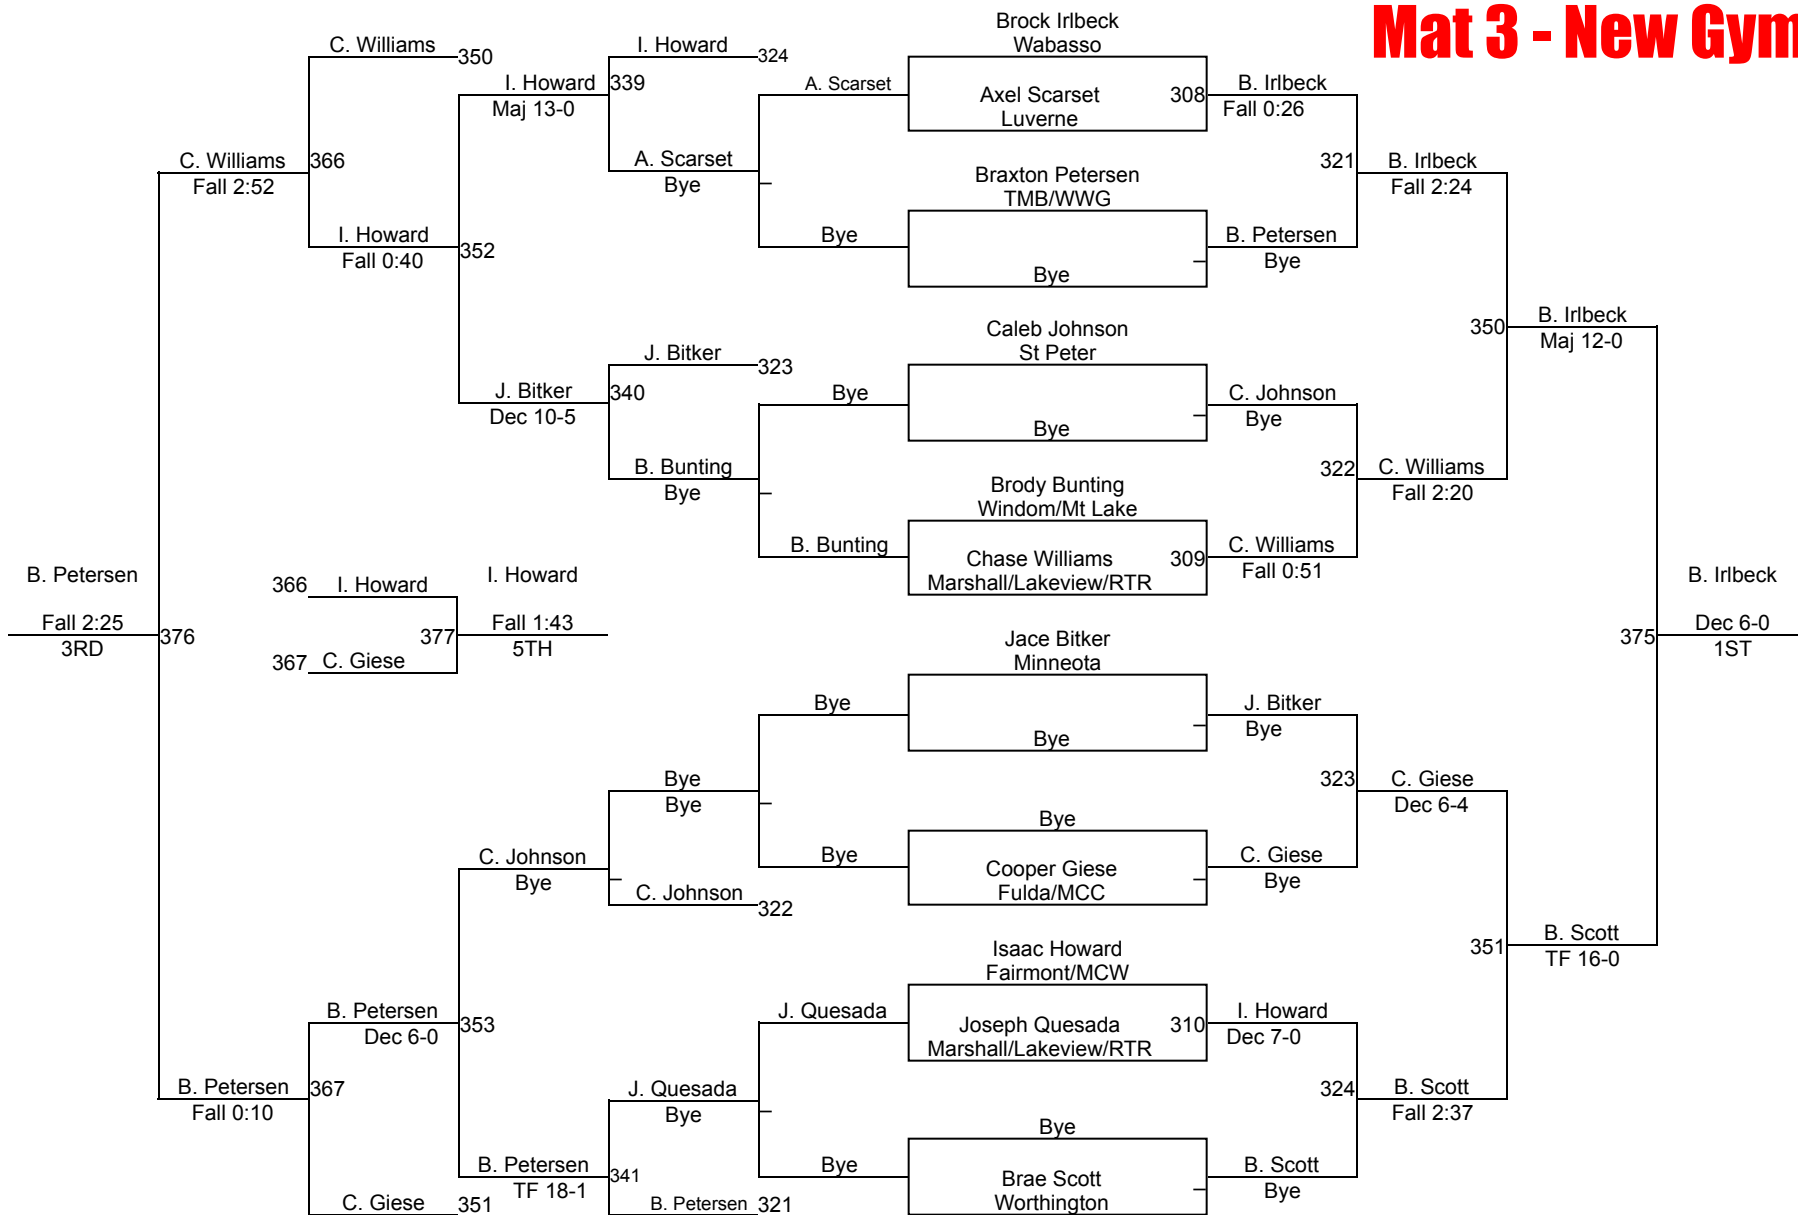 Mat 3 - New Gym
Brock Irlbeck
Wabasso
C. Williams
350
I. Howard
324
I. Howard
339
Maj 13-0
A. Scarset
Axel Scarset
308
Luverne
B. Irlbeck
Fall 0:26
C. Williams
366
Fall 2:52
A. Scarset
Bye
Braxton Petersen
TMB/WWG
321
B. Irlbeck
Fall 2:24
I. Howard
Fall 0:40
352
Bye
Bye
B. Petersen
Bye
Caleb Johnson
St Peter
350
B. Irlbeck
Maj 12-0
J. Bitker
323
J. Bitker
340
Dec 10-5
Bye
Bye
C. Johnson
Bye
B. Bunting
Bye
Brody Bunting
Windom/Mt Lake
322
C. Williams
Fall 2:20
B. Bunting
Chase Williams
309
Marshall/Lakeview/RTR
C. Williams
Fall 0:51
B. Petersen
Fall 2:25
3RD
376
366
I. Howard
367
C. Giese
377
I. Howard
Fall 1:43
5TH
Jace Bitker
Minneota
375
B. Irlbeck
Dec 6-0
1ST
Bye
Bye
J. Bitker
Bye
Bye
Bye
323
C. Giese
Dec 6-4
Bye
Bye
Cooper Giese
Fulda/MCC
C. Giese
Bye
C. Johnson
Bye
C. Johnson
322
Isaac Howard
Fairmont/MCW
351
B. Scott
TF 16-0
B. Petersen
Dec 6-0
353
J. Quesada
Joseph Quesada
310
Marshall/Lakeview/RTR
I. Howard
Dec 7-0
B. Petersen
367
Fall 0:10
J. Quesada
Bye
324
B. Scott
Fall 2:37
Bye
B. Petersen
341
TF 18-1
Bye
Brae Scott
Worthington
B. Scott
Bye
C. Giese
351
B. Petersen
321